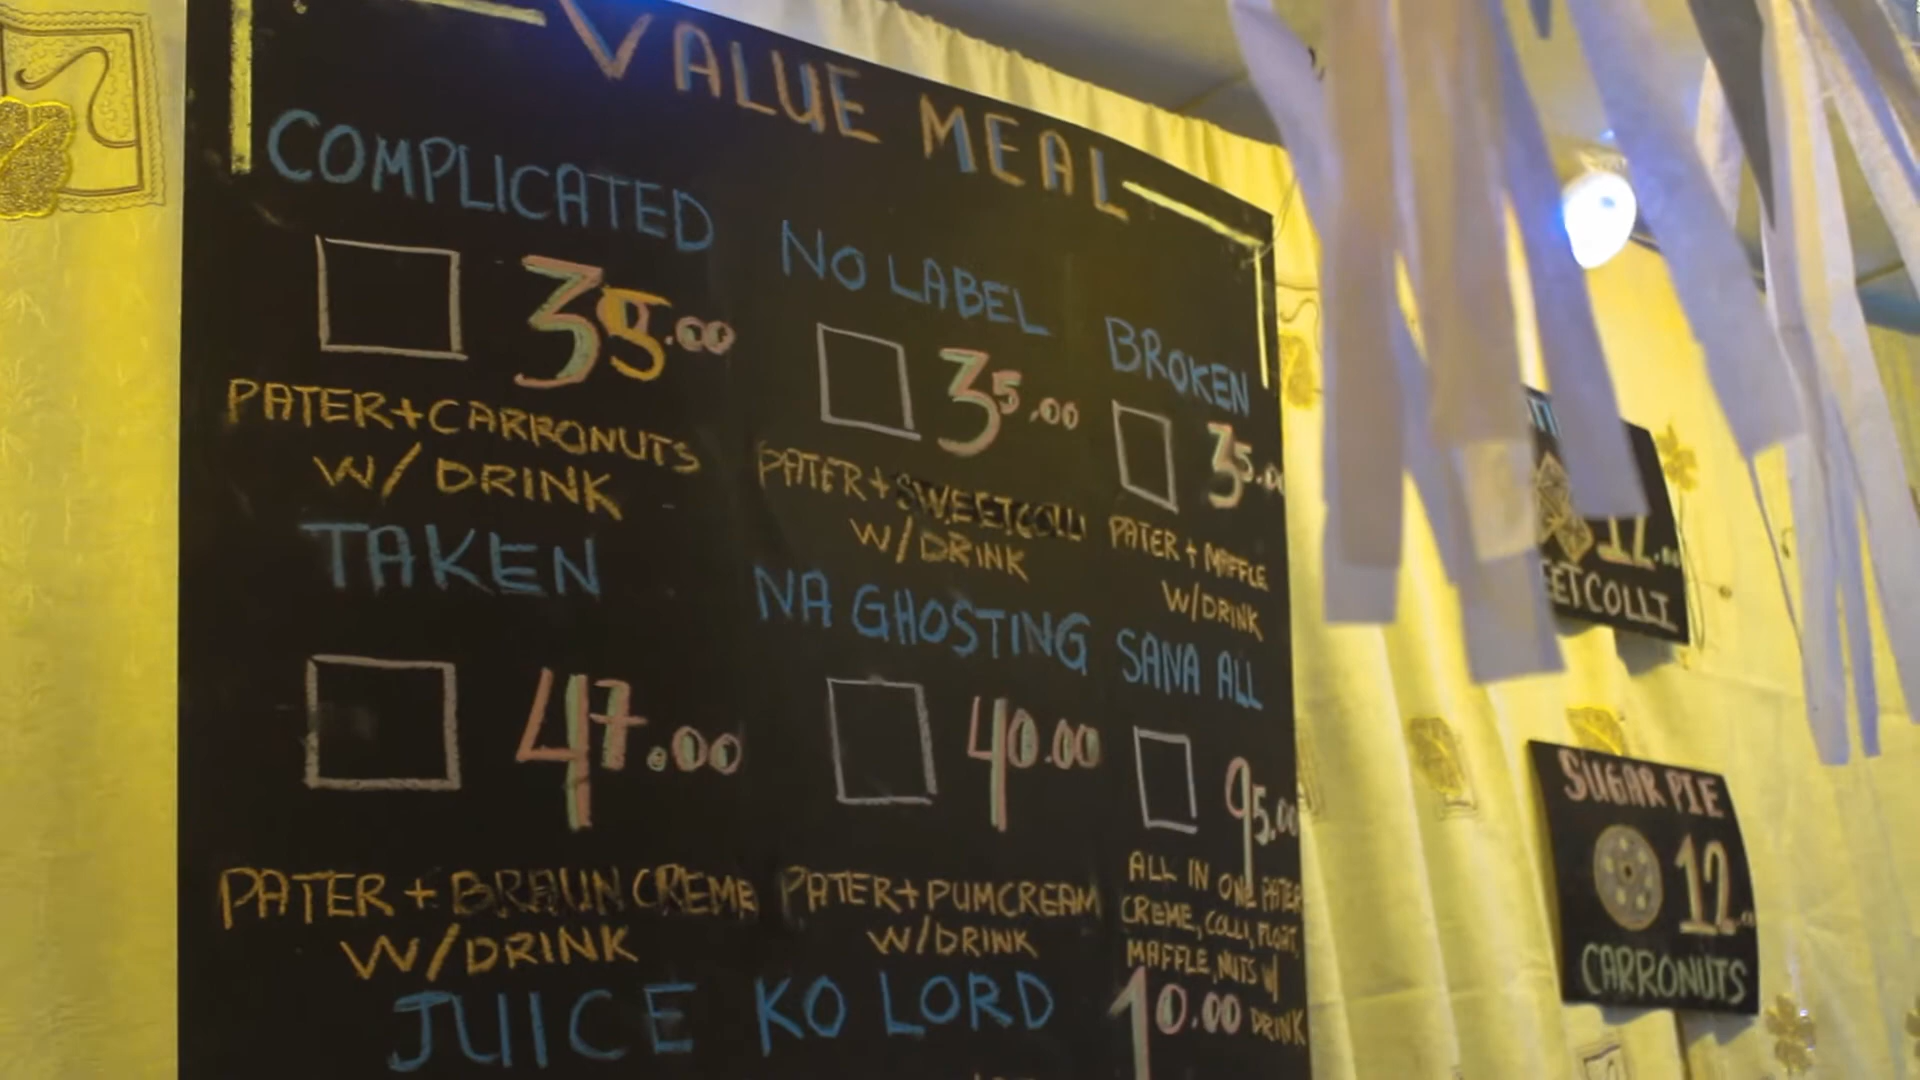 VALUE MEAL
COMPLICATED
35.00
PATER+CARRONUTS
W/DRINK
NO LABEL
35.00
PATER+SWEETCOLLI
W/DRINK
BROKEN
35.00
PATER + MAFFLE
W/DRINK
TAKEN
47.00
PATER + BRAUN CREME
W/DRINK
NA GHOSTING
40.00
PATER+PUMCREAM
W/DRINK
SANA ALL
95.00
ALL IN ONE PATER
CREME, COLLI, FLOAT,
MAFFLE, NUTS W/
DRINK
JUICE KO LORD
10.00
12.00
EETCOLLI
SUGAR PIE
12.
CARRONUTS